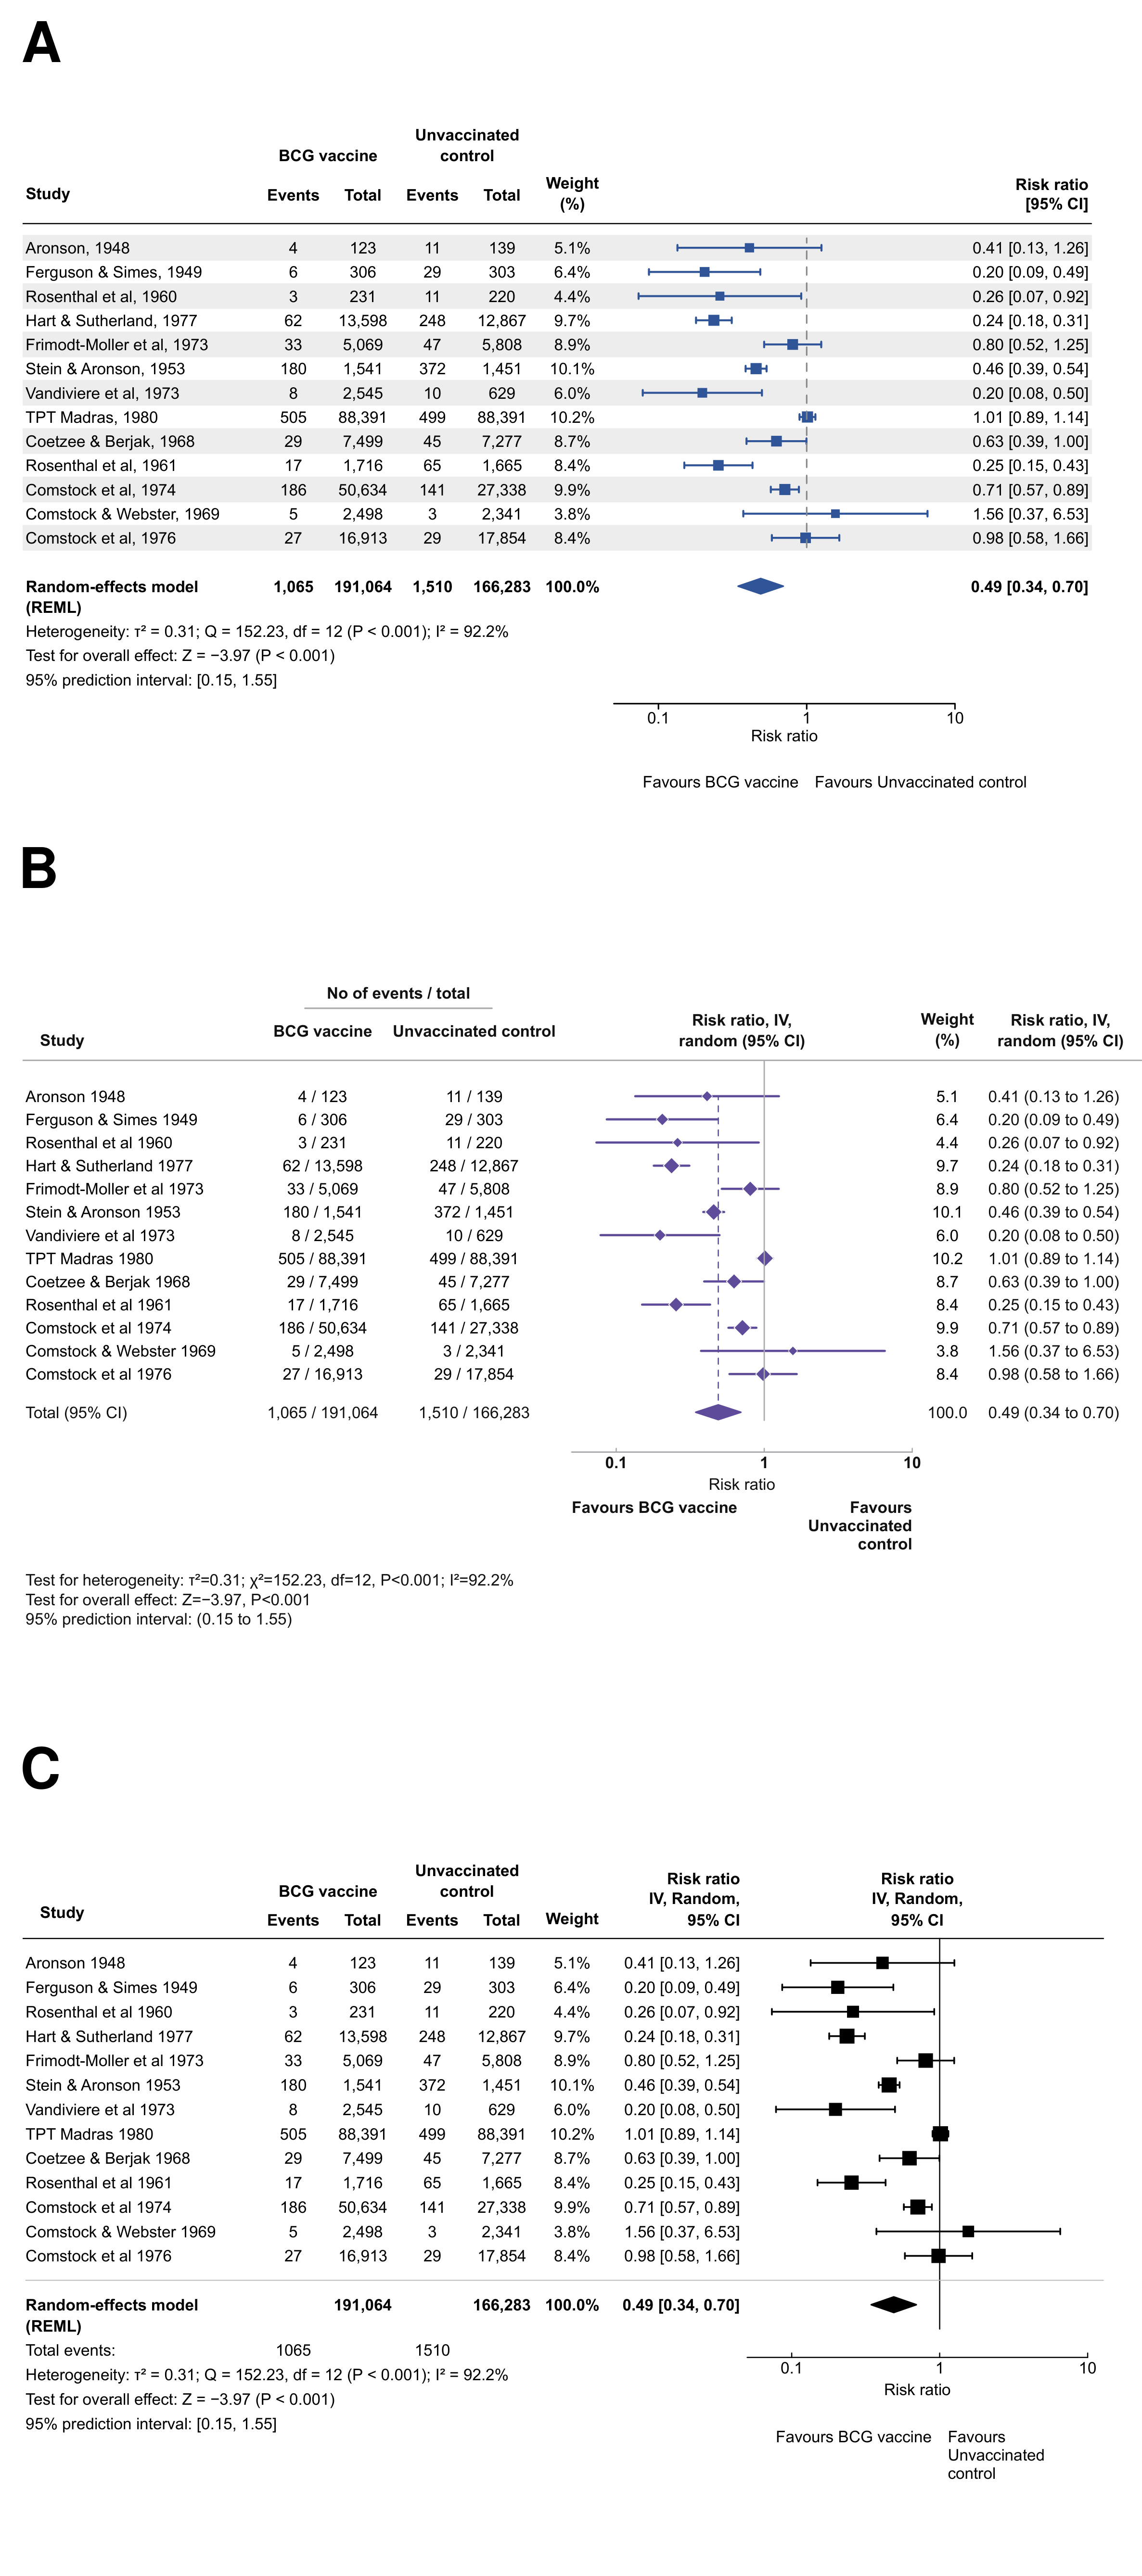 A
BCG vaccine
Unvaccinated control
Study Events Total Events Total Weight (%) Risk ratio [95% CI]
Aronson, 1948 4 123 11 139 5.1% 0.41 [0.13, 1.26]
Ferguson & Simes, 1949 6 306 29 303 6.4% 0.20 [0.09, 0.49]
Rosenthal et al, 1960 3 231 11 220 4.4% 0.26 [0.07, 0.92]
Hart & Sutherland, 1977 62 13,598 248 12,867 9.7% 0.24 [0.18, 0.31]
Frimodt-Moller et al, 1973 33 5,069 47 5,808 8.9% 0.80 [0.52, 1.25]
Stein & Aronson, 1953 180 1,541 372 1,451 10.1% 0.46 [0.39, 0.54]
Vandiviere et al, 1973 8 2,545 10 629 6.0% 0.20 [0.08, 0.50]
TPT Madras, 1980 505 88,391 499 88,391 10.2% 1.01 [0.89, 1.14]
Coetzee & Berjak, 1968 29 7,499 45 7,277 8.7% 0.63 [0.39, 1.00]
Rosenthal et al, 1961 17 1,716 65 1,665 8.4% 0.25 [0.15, 0.43]
Comstock et al, 1974 186 50,634 141 27,338 9.9% 0.71 [0.57, 0.89]
Comstock & Webster, 1969 5 2,498 3 2,341 3.8% 1.56 [0.37, 6.53]
Comstock et al, 1976 27 16,913 29 17,854 8.4% 0.98 [0.58, 1.66]
Random-effects model 1,065 191,064 1,510 166,283 100.0% 0.49 [0.34, 0.70]
(REML)
Heterogeneity: τ² = 0.31; Q = 152.23, df = 12 (P < 0.001); I² = 92.2%
Test for overall effect: Z = −3.97 (P < 0.001)
95% prediction interval: [0.15, 1.55]
0.1 1 10
Risk ratio
Favours BCG vaccine Favours Unvaccinated control
B
No of events / total
Study BCG vaccine Unvaccinated control Risk ratio, IV, random (95% CI) Weight (%) Risk ratio, IV, random (95% CI)
Aronson 1948 4 / 123 11 / 139 5.1 0.41 (0.13 to 1.26)
Ferguson & Simes 1949 6 / 306 29 / 303 6.4 0.20 (0.09 to 0.49)
Rosenthal et al 1960 3 / 231 11 / 220 4.4 0.26 (0.07 to 0.92)
Hart & Sutherland 1977 62 / 13,598 248 / 12,867 9.7 0.24 (0.18 to 0.31)
Frimodt-Moller et al 1973 33 / 5,069 47 / 5,808 8.9 0.80 (0.52 to 1.25)
Stein & Aronson 1953 180 / 1,541 372 / 1,451 10.1 0.46 (0.39 to 0.54)
Vandiviere et al 1973 8 / 2,545 10 / 629 6.0 0.20 (0.08 to 0.50)
TPT Madras 1980 505 / 88,391 499 / 88,391 10.2 1.01 (0.89 to 1.14)
Coetzee & Berjak 1968 29 / 7,499 45 / 7,277 8.7 0.63 (0.39 to 1.00)
Rosenthal et al 1961 17 / 1,716 65 / 1,665 8.4 0.25 (0.15 to 0.43)
Comstock et al 1974 186 / 50,634 141 / 27,338 9.9 0.71 (0.57 to 0.89)
Comstock & Webster 1969 5 / 2,498 3 / 2,341 3.8 1.56 (0.37 to 6.53)
Comstock et al 1976 27 / 16,913 29 / 17,854 8.4 0.98 (0.58 to 1.66)
Total (95% CI) 1,065 / 191,064 1,510 / 166,283 100.0 0.49 (0.34 to 0.70)
0.1 1 10
Risk ratio
Favours BCG vaccine Favours
Unvaccinated
control
Test for heterogeneity: τ²=0.31; χ²=152.23, df=12, P<0.001; I²=92.2%
Test for overall effect: Z=−3.97, P<0.001
95% prediction interval: (0.15 to 1.55)
C
BCG vaccine
Unvaccinated control
Study Events Total Events Total Weight Risk ratio IV, Random, 95% CI Risk ratio IV, Random, 95% CI
Aronson 1948 4 123 11 139 5.1% 0.41 [0.13, 1.26]
Ferguson & Simes 1949 6 306 29 303 6.4% 0.20 [0.09, 0.49]
Rosenthal et al 1960 3 231 11 220 4.4% 0.26 [0.07, 0.92]
Hart & Sutherland 1977 62 13,598 248 12,867 9.7% 0.24 [0.18, 0.31]
Frimodt-Moller et al 1973 33 5,069 47 5,808 8.9% 0.80 [0.52, 1.25]
Stein & Aronson 1953 180 1,541 372 1,451 10.1% 0.46 [0.39, 0.54]
Vandiviere et al 1973 8 2,545 10 629 6.0% 0.20 [0.08, 0.50]
TPT Madras 1980 505 88,391 499 88,391 10.2% 1.01 [0.89, 1.14]
Coetzee & Berjak 1968 29 7,499 45 7,277 8.7% 0.63 [0.39, 1.00]
Rosenthal et al 1961 17 1,716 65 1,665 8.4% 0.25 [0.15, 0.43]
Comstock et al 1974 186 50,634 141 27,338 9.9% 0.71 [0.57, 0.89]
Comstock & Webster 1969 5 2,498 3 2,341 3.8% 1.56 [0.37, 6.53]
Comstock et al 1976 27 16,913 29 17,854 8.4% 0.98 [0.58, 1.66]
Random-effects model 191,064 166,283 100.0% 0.49 [0.34, 0.70]
(REML)
Total events: 1065 1510
Heterogeneity: τ² = 0.31; Q = 152.23, df = 12 (P < 0.001); I² = 92.2%
Test for overall effect: Z = −3.97 (P < 0.001)
95% prediction interval: [0.15, 1.55]
0.1 1 10
Risk ratio
Favours BCG vaccine Favours
Unvaccinated
control